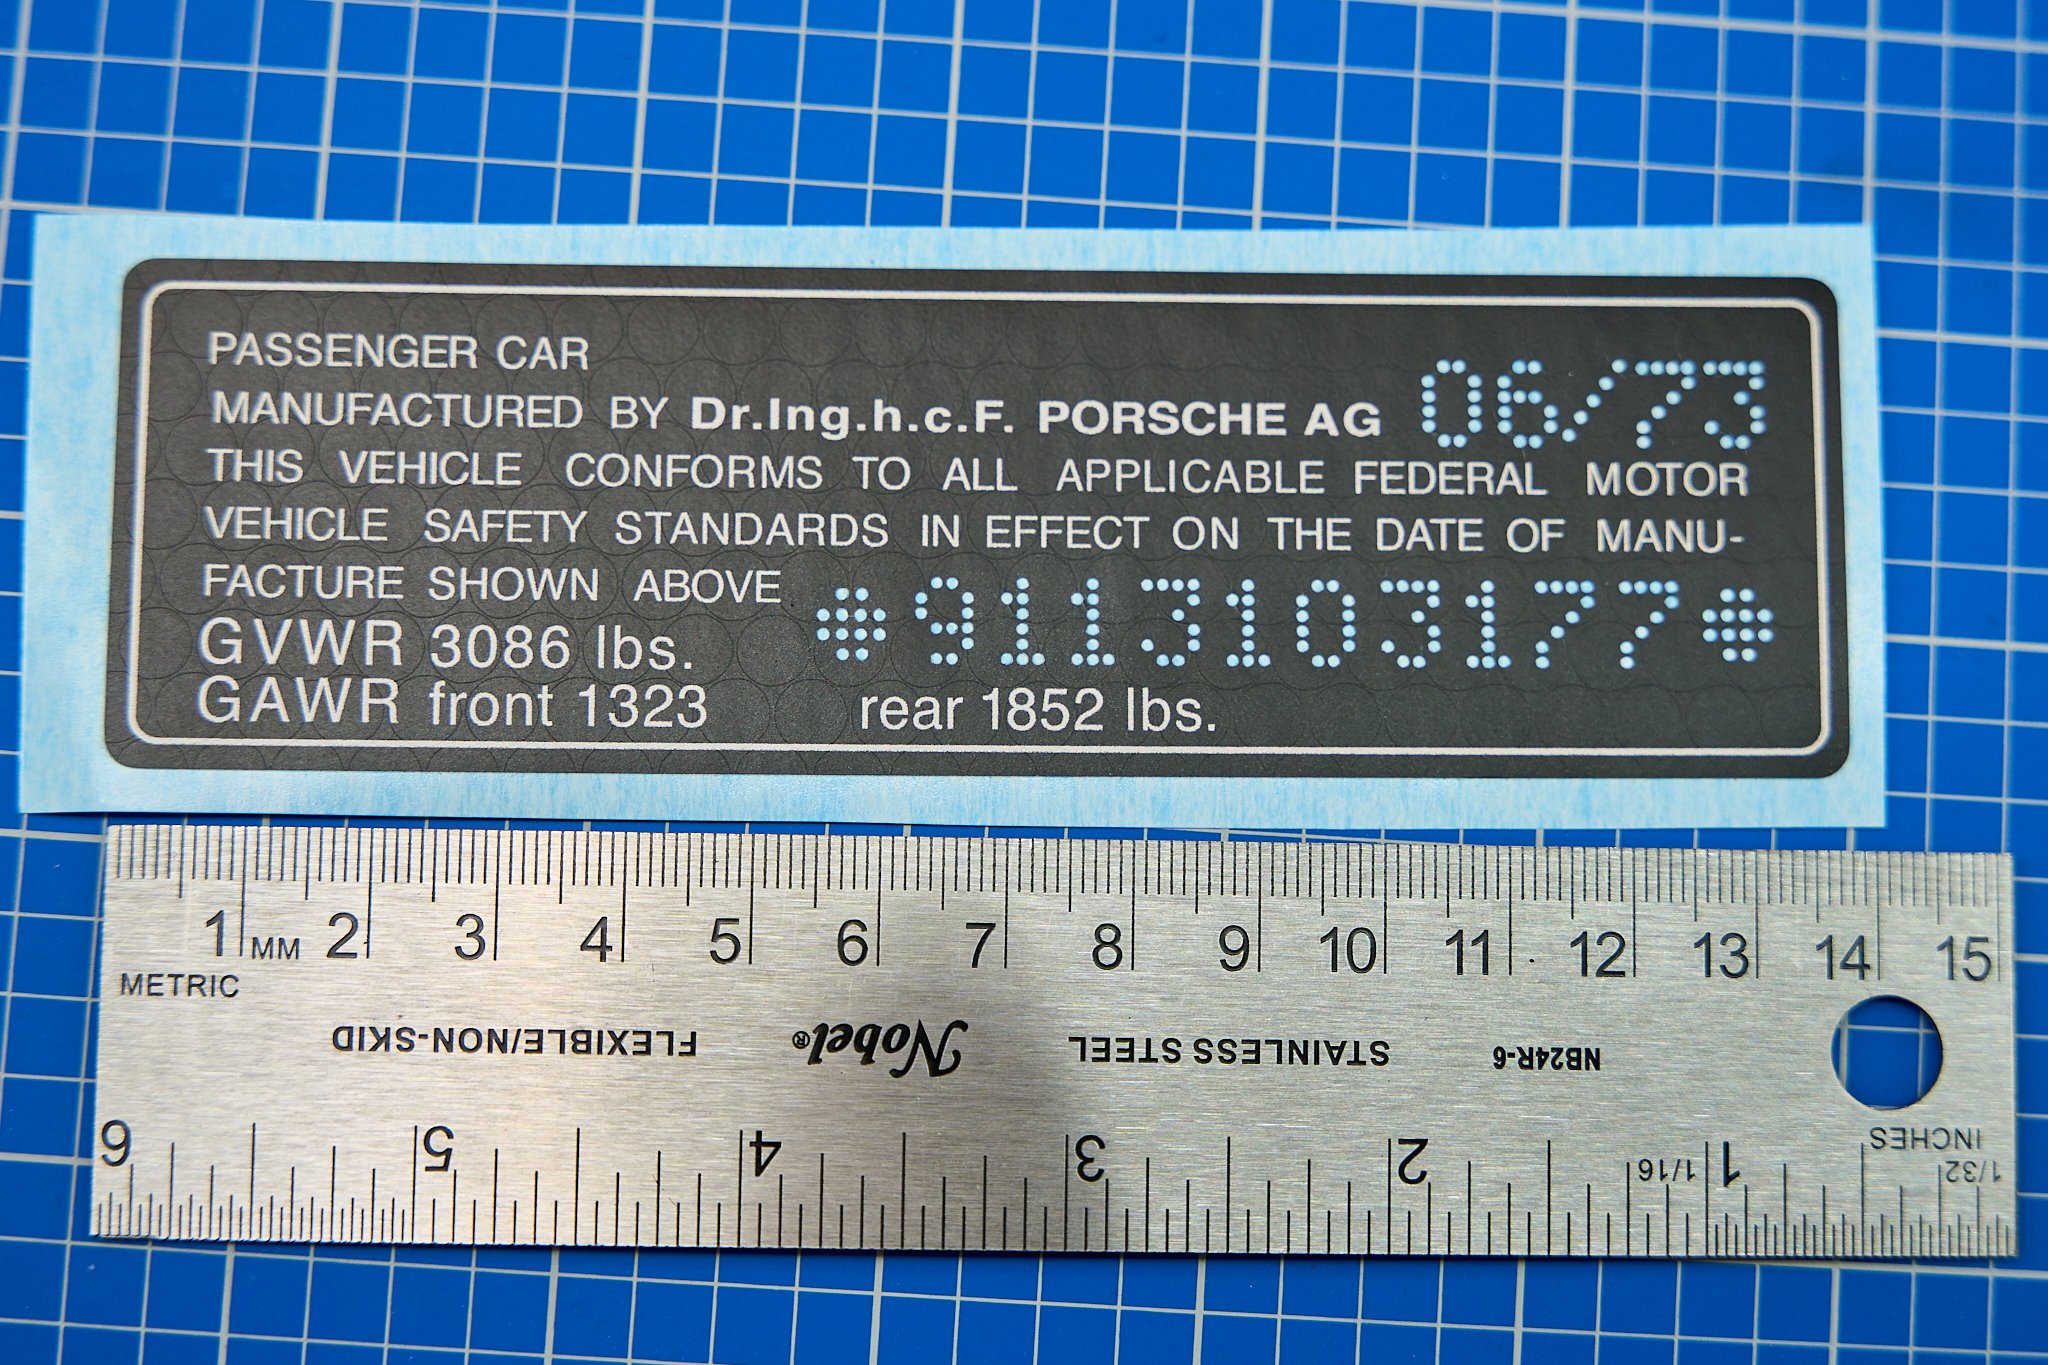 PASSENGER CAR
MANUFACTURED BY Dr.Ing.h.c.F. PORSCHE AG 06/73
THIS VEHICLE CONFORMS TO ALL APPLICABLE FEDERAL MOTOR
VEHICLE SAFETY STANDARDS IN EFFECT ON THE DATE OF MANU-
FACTURE SHOWN ABOVE 9113103177
GVWR 3086 lbs.
GAWR front 1323 rear 1852 lbs.
1 MM 2 3 4 5 6 7 8 9 10 11 12 13 14 15
METRIC
FLEXIBLE/NON-SKID Nobel® STAINLESS STEEL NB24R-6
INCHES
6 5 4 3 2 1/16 1 1/32